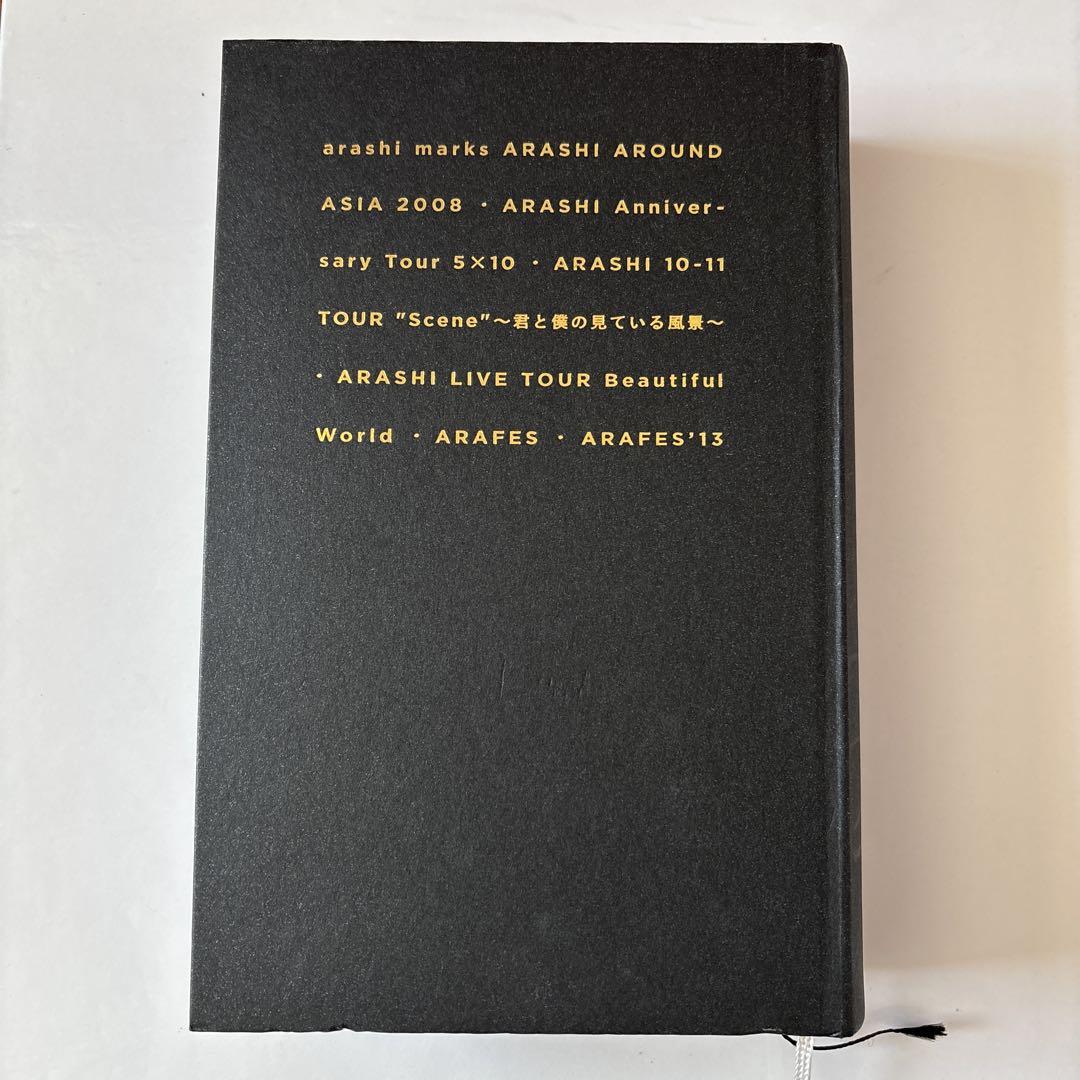 arashi marks ARASHI AROUND
ASIA 2008 · ARASHI Anniver-
sary Tour 5×10 · ARASHI 10-11
TOUR "Scene"〜君と僕の見ている風景〜
· ARASHI LIVE TOUR Beautiful
World · ARAFES · ARAFES’13